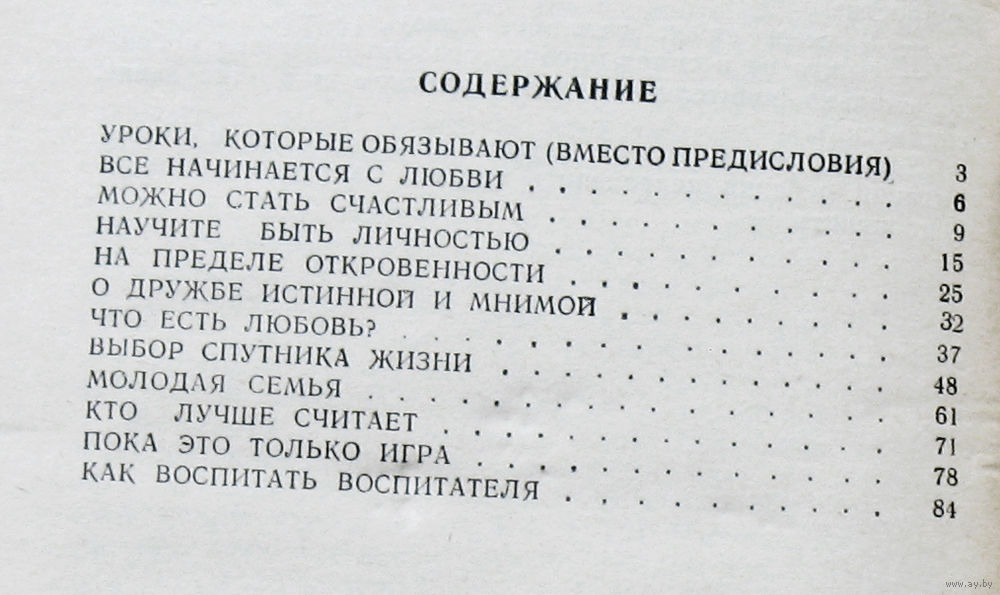 СОДЕРЖАНИЕ
УРОКИ, КОТОРЫЕ ОБЯЗЫВАЮТ (ВМЕСТО ПРЕДИСЛОВИЯ) 3
ВСЕ НАЧИНАЕТСЯ С ЛЮБВИ . . . . . . . . . . . 6
МОЖНО СТАТЬ СЧАСТЛИВЫМ . . . . . . . . . . . 9
НАУЧИТЕ БЫТЬ ЛИЧНОСТЬЮ . . . . . . . . . . 15
НА ПРЕДЕЛЕ ОТКРОВЕННОСТИ . . . . . . . . . . 25
О ДРУЖБЕ ИСТИННОЙ И МНИМОЙ . . . . . . . . . 32
ЧТО ЕСТЬ ЛЮБОВЬ? . . . . . . . . . . . . . . . 37
ВЫБОР СПУТНИКА ЖИЗНИ . . . . . . . . . . . . 48
МОЛОДАЯ СЕМЬЯ . . . . . . . . . . . . . . . . 61
КТО ЛУЧШЕ СЧИТАЕТ . . . . . . . . . . . . . . 71
ПОКА ЭТО ТОЛЬКО ИГРА . . . . . . . . . . . . . 78
КАК ВОСПИТАТЬ ВОСПИТАТЕЛЯ . . . . . . . . . . 84
www.ay.by